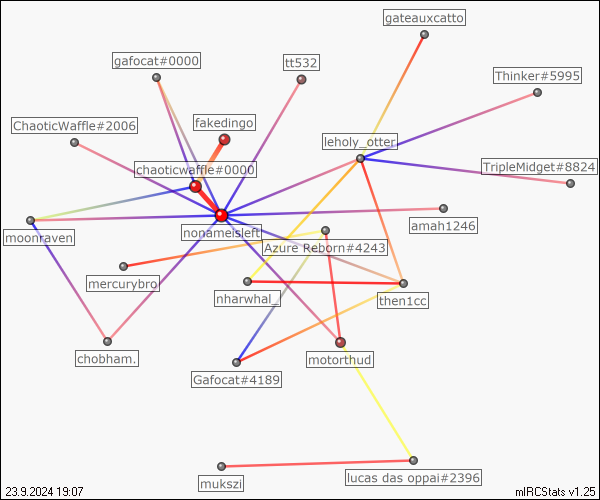 gateauxcatto
gafocat#0000
tt532
Thinker#5995
ChaoticWaffle#2006
fakedingo
leholy_otter
chaoticwaffle#0000
TripleMidget#8824
moonraven
nonameisleft
amah1246
Azure Reborn#4243
mercurybro
nharwhal_
then1cc
chobham.
motorthud
Gafocat#4189
mukszi
lucas das oppai#2396
23.9.2024 19:07
mIRCStats v1.25